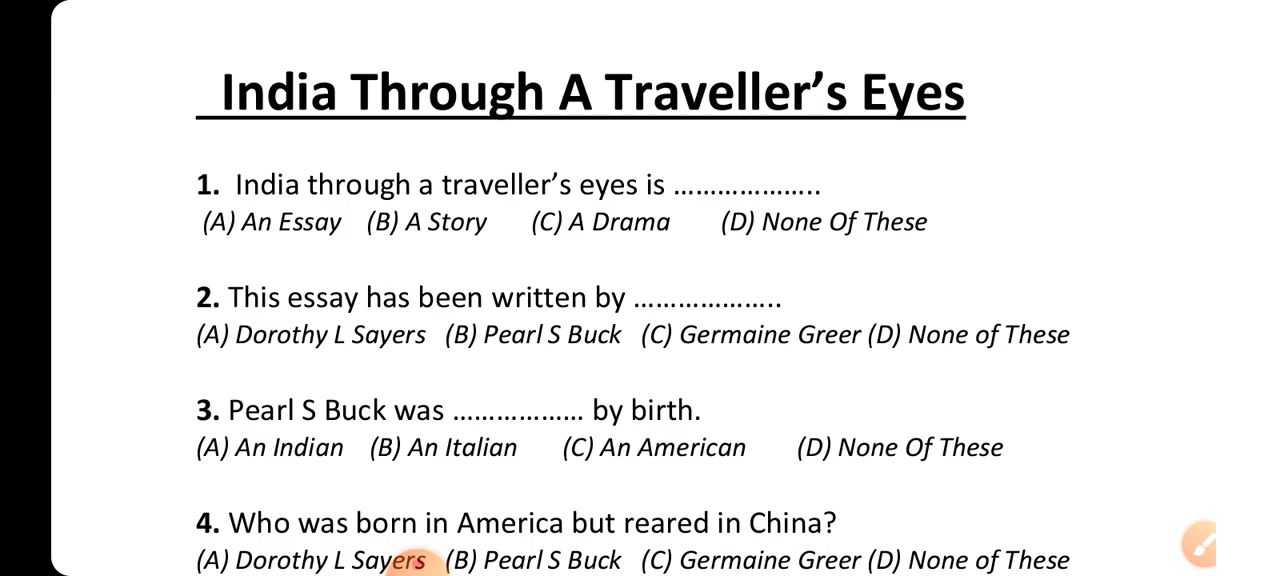 India Through A Traveller’s Eyes
1. India through a traveller’s eyes is ………………..
(A) An Essay (B) A Story (C) A Drama (D) None Of These
2. This essay has been written by ………………..
(A) Dorothy L Sayers (B) Pearl S Buck (C) Germaine Greer (D) None of These
3. Pearl S Buck was ……………… by birth.
(A) An Indian (B) An Italian (C) An American (D) None Of These
4. Who was born in America but reared in China?
(A) Dorothy L Sayers (B) Pearl S Buck (C) Germaine Greer (D) None of These